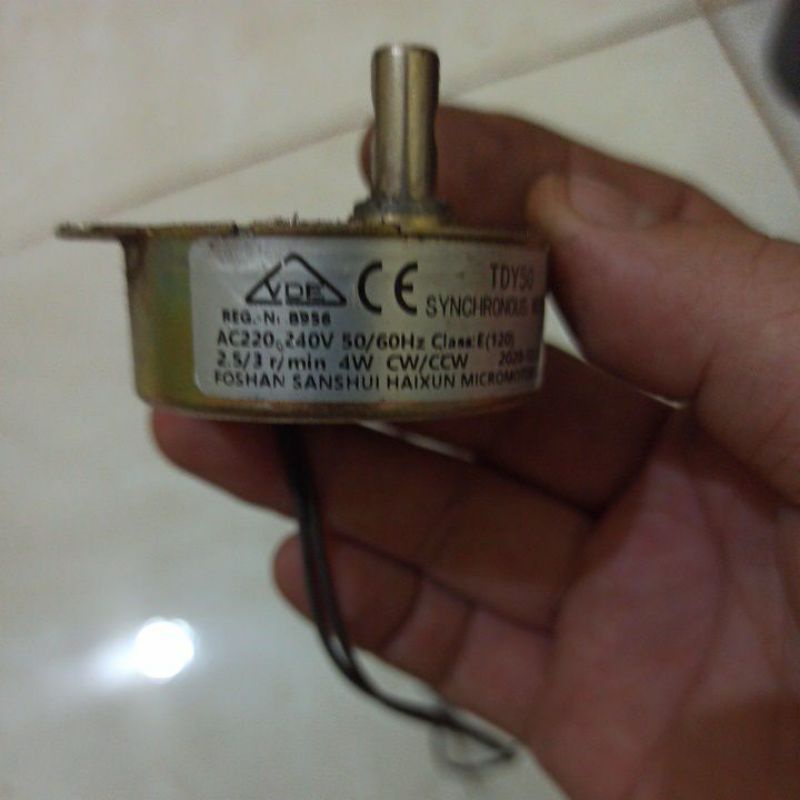 VDE CE TDY50
REG.-N: 8956 SYNCHRONOUS
AC220~240V 50/60Hz Class:E(120)
2.5/3 r/min 4W CW/CCW
FOSHAN SANSHUI HAIXUN MICROMOTOR